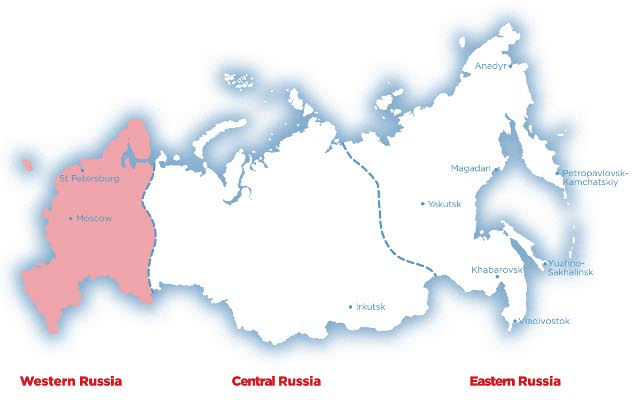 Anadyr
Magadan
Petropavlovsk-
Kamchatskiy
St.Petersburg
Yakutsk
Moscow
Yuzhno-
Sakhalinsk
Khabarovsk
Irkutsk
Vladivostok
Western Russia
Central Russia
Eastern Russia